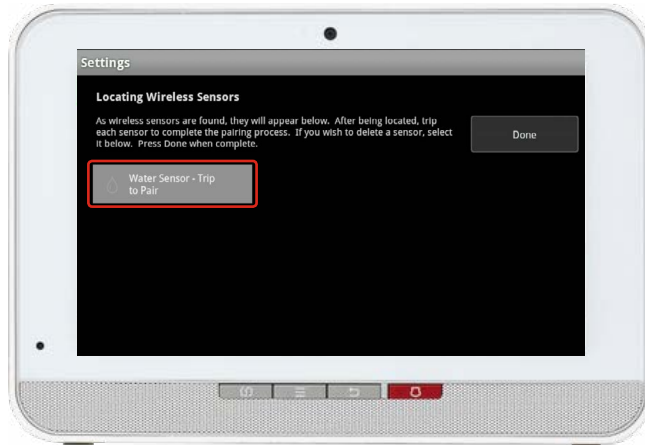 Settings
Locating Wireless Sensors
As wireless sensors are found, they will appear below. After being located, trip
each sensor to complete the pairing process. If you wish to delete a sensor, select
it below. Press Done when complete.
Done
Water Sensor - Trip
to Pair